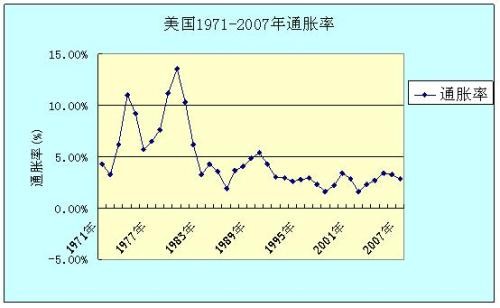 美国1971-2007年通胀率
15.00%
10.00%
5.00%
0.00%
-5.00%
通胀率(%)
1971年
1977年
1983年
1989年
1995年
2001年
2007年
通胀率